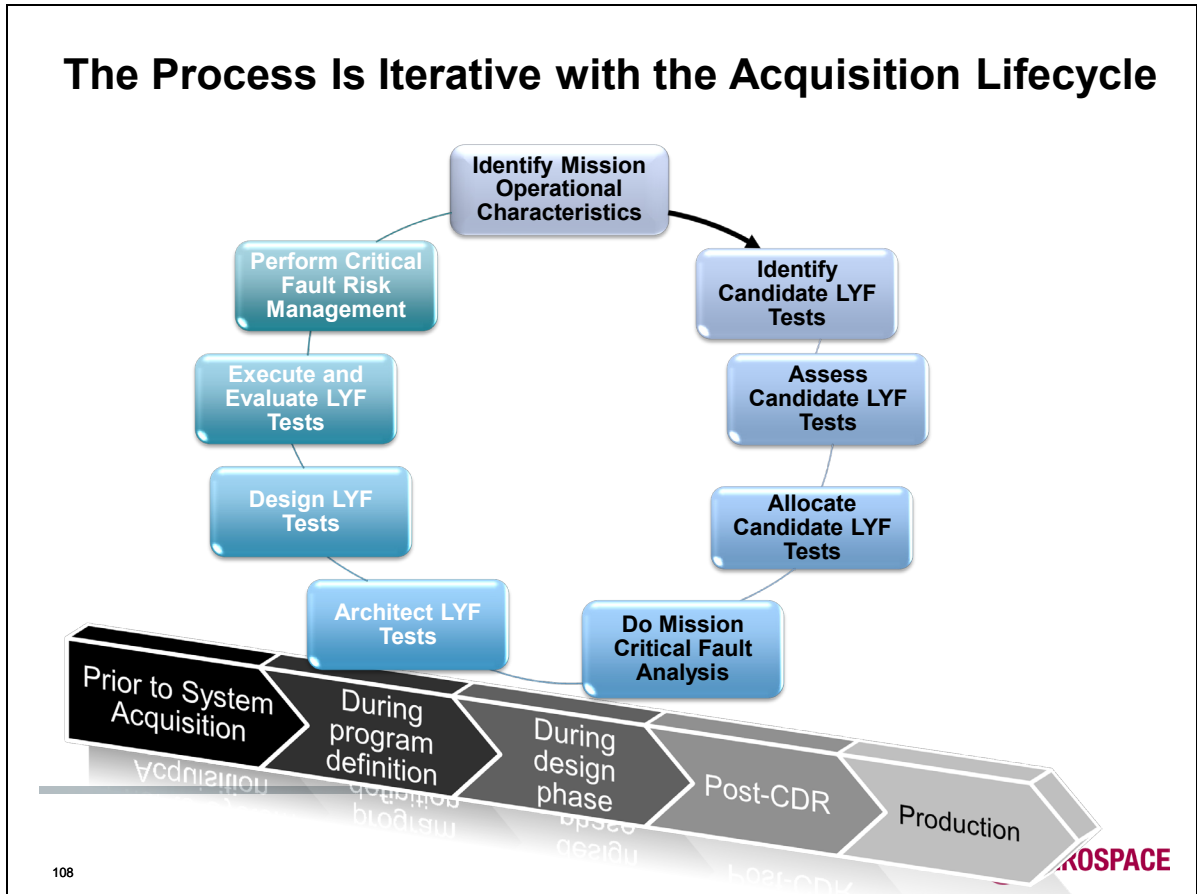 The Process Is Iterative with the Acquisition Lifecycle
Identify Mission
Operational
Characteristics
Identify
Candidate LYF
Tests
Assess
Candidate LYF
Tests
Allocate
Candidate LYF
Tests
Do Mission
Critical Fault
Analysis
Architect LYF
Tests
Design LYF
Tests
Execute and
Evaluate LYF
Tests
Perform Critical
Fault Risk
Management
Prior to System
Acquisition
During
program
definition
During
design
phase
Post-CDR
Production
108
ROSPACE